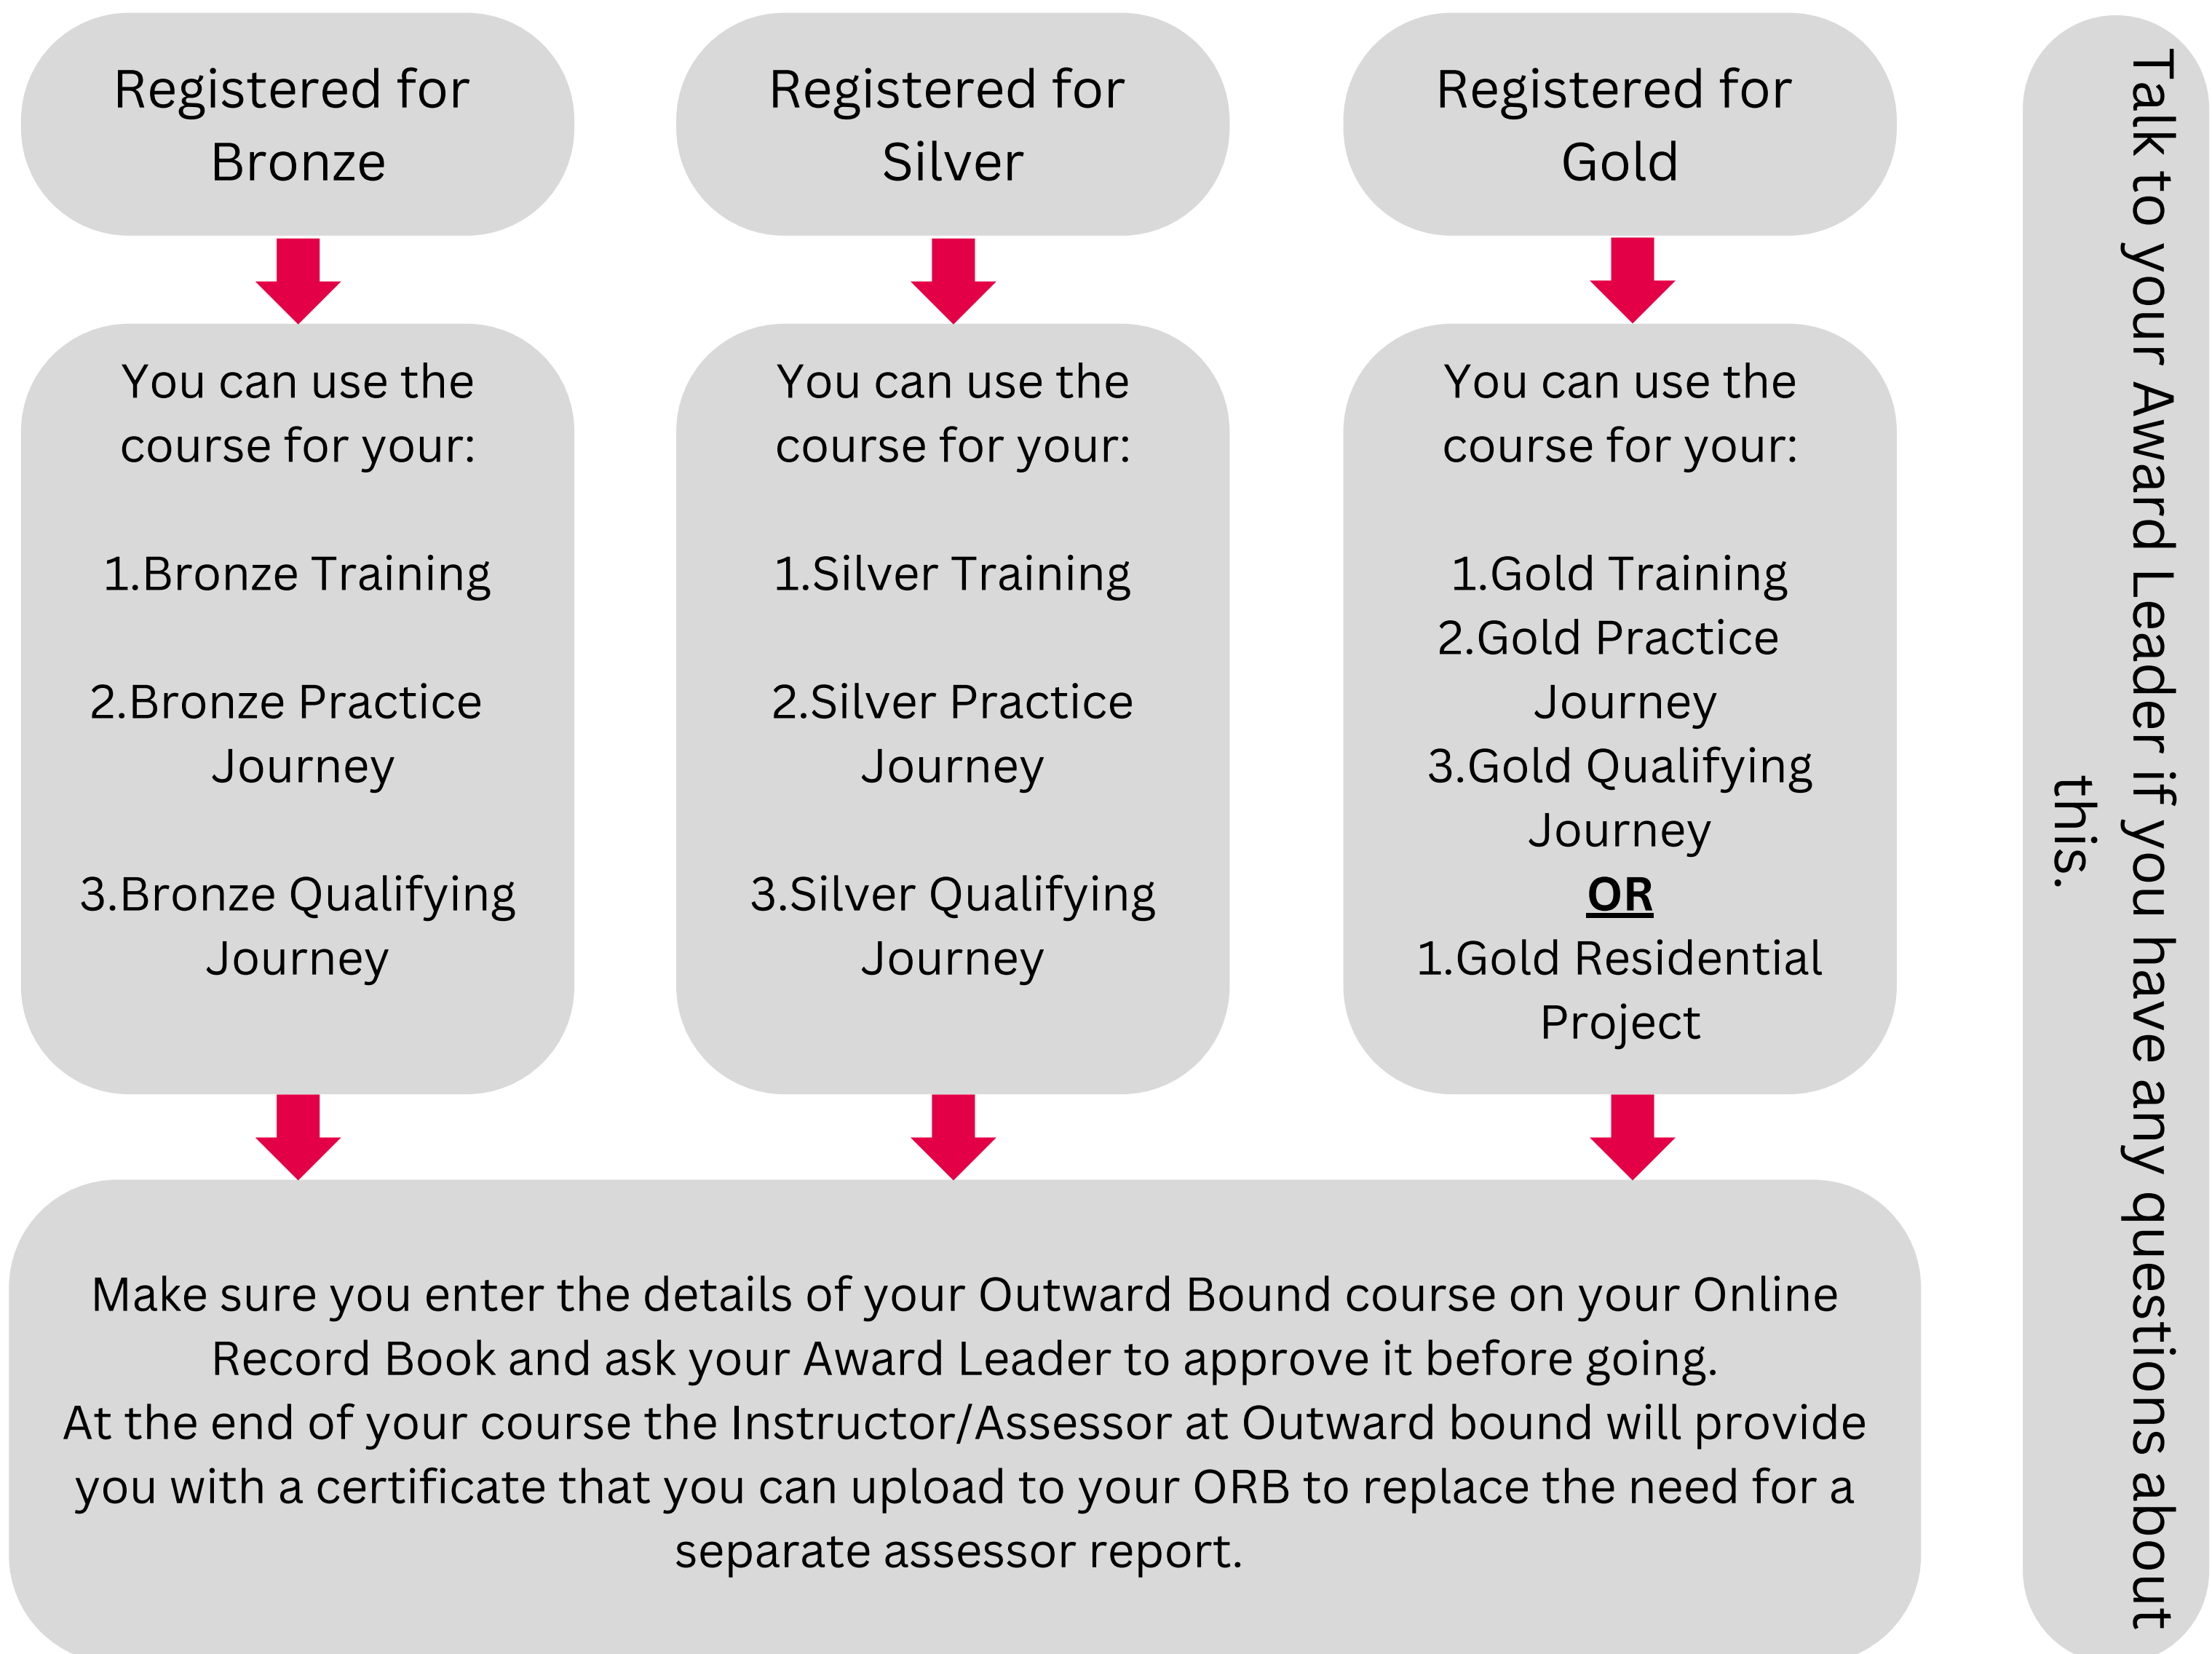 Registered for
Bronze
You can use the
course for your:
1.Bronze Training
2.Bronze Practice
Journey
3.Bronze Qualifying
Journey
Registered for
Silver
You can use the
course for your:
1.Silver Training
2.Silver Practice
Journey
3.Silver Qualifying
Journey
Registered for
Gold
You can use the
course for your:
1.Gold Training
2.Gold Practice
Journey
3.Gold Qualifying
Journey
OR
1.Gold Residential
Project
Make sure you enter the details of your Outward Bound course on your Online
Record Book and ask your Award Leader to approve it before going.
At the end of your course the Instructor/Assessor at Outward bound will provide
you with a certificate that you can upload to your ORB to replace the need for a
separate assessor report.
Talk to your Award Leader if you have any questions about
this.